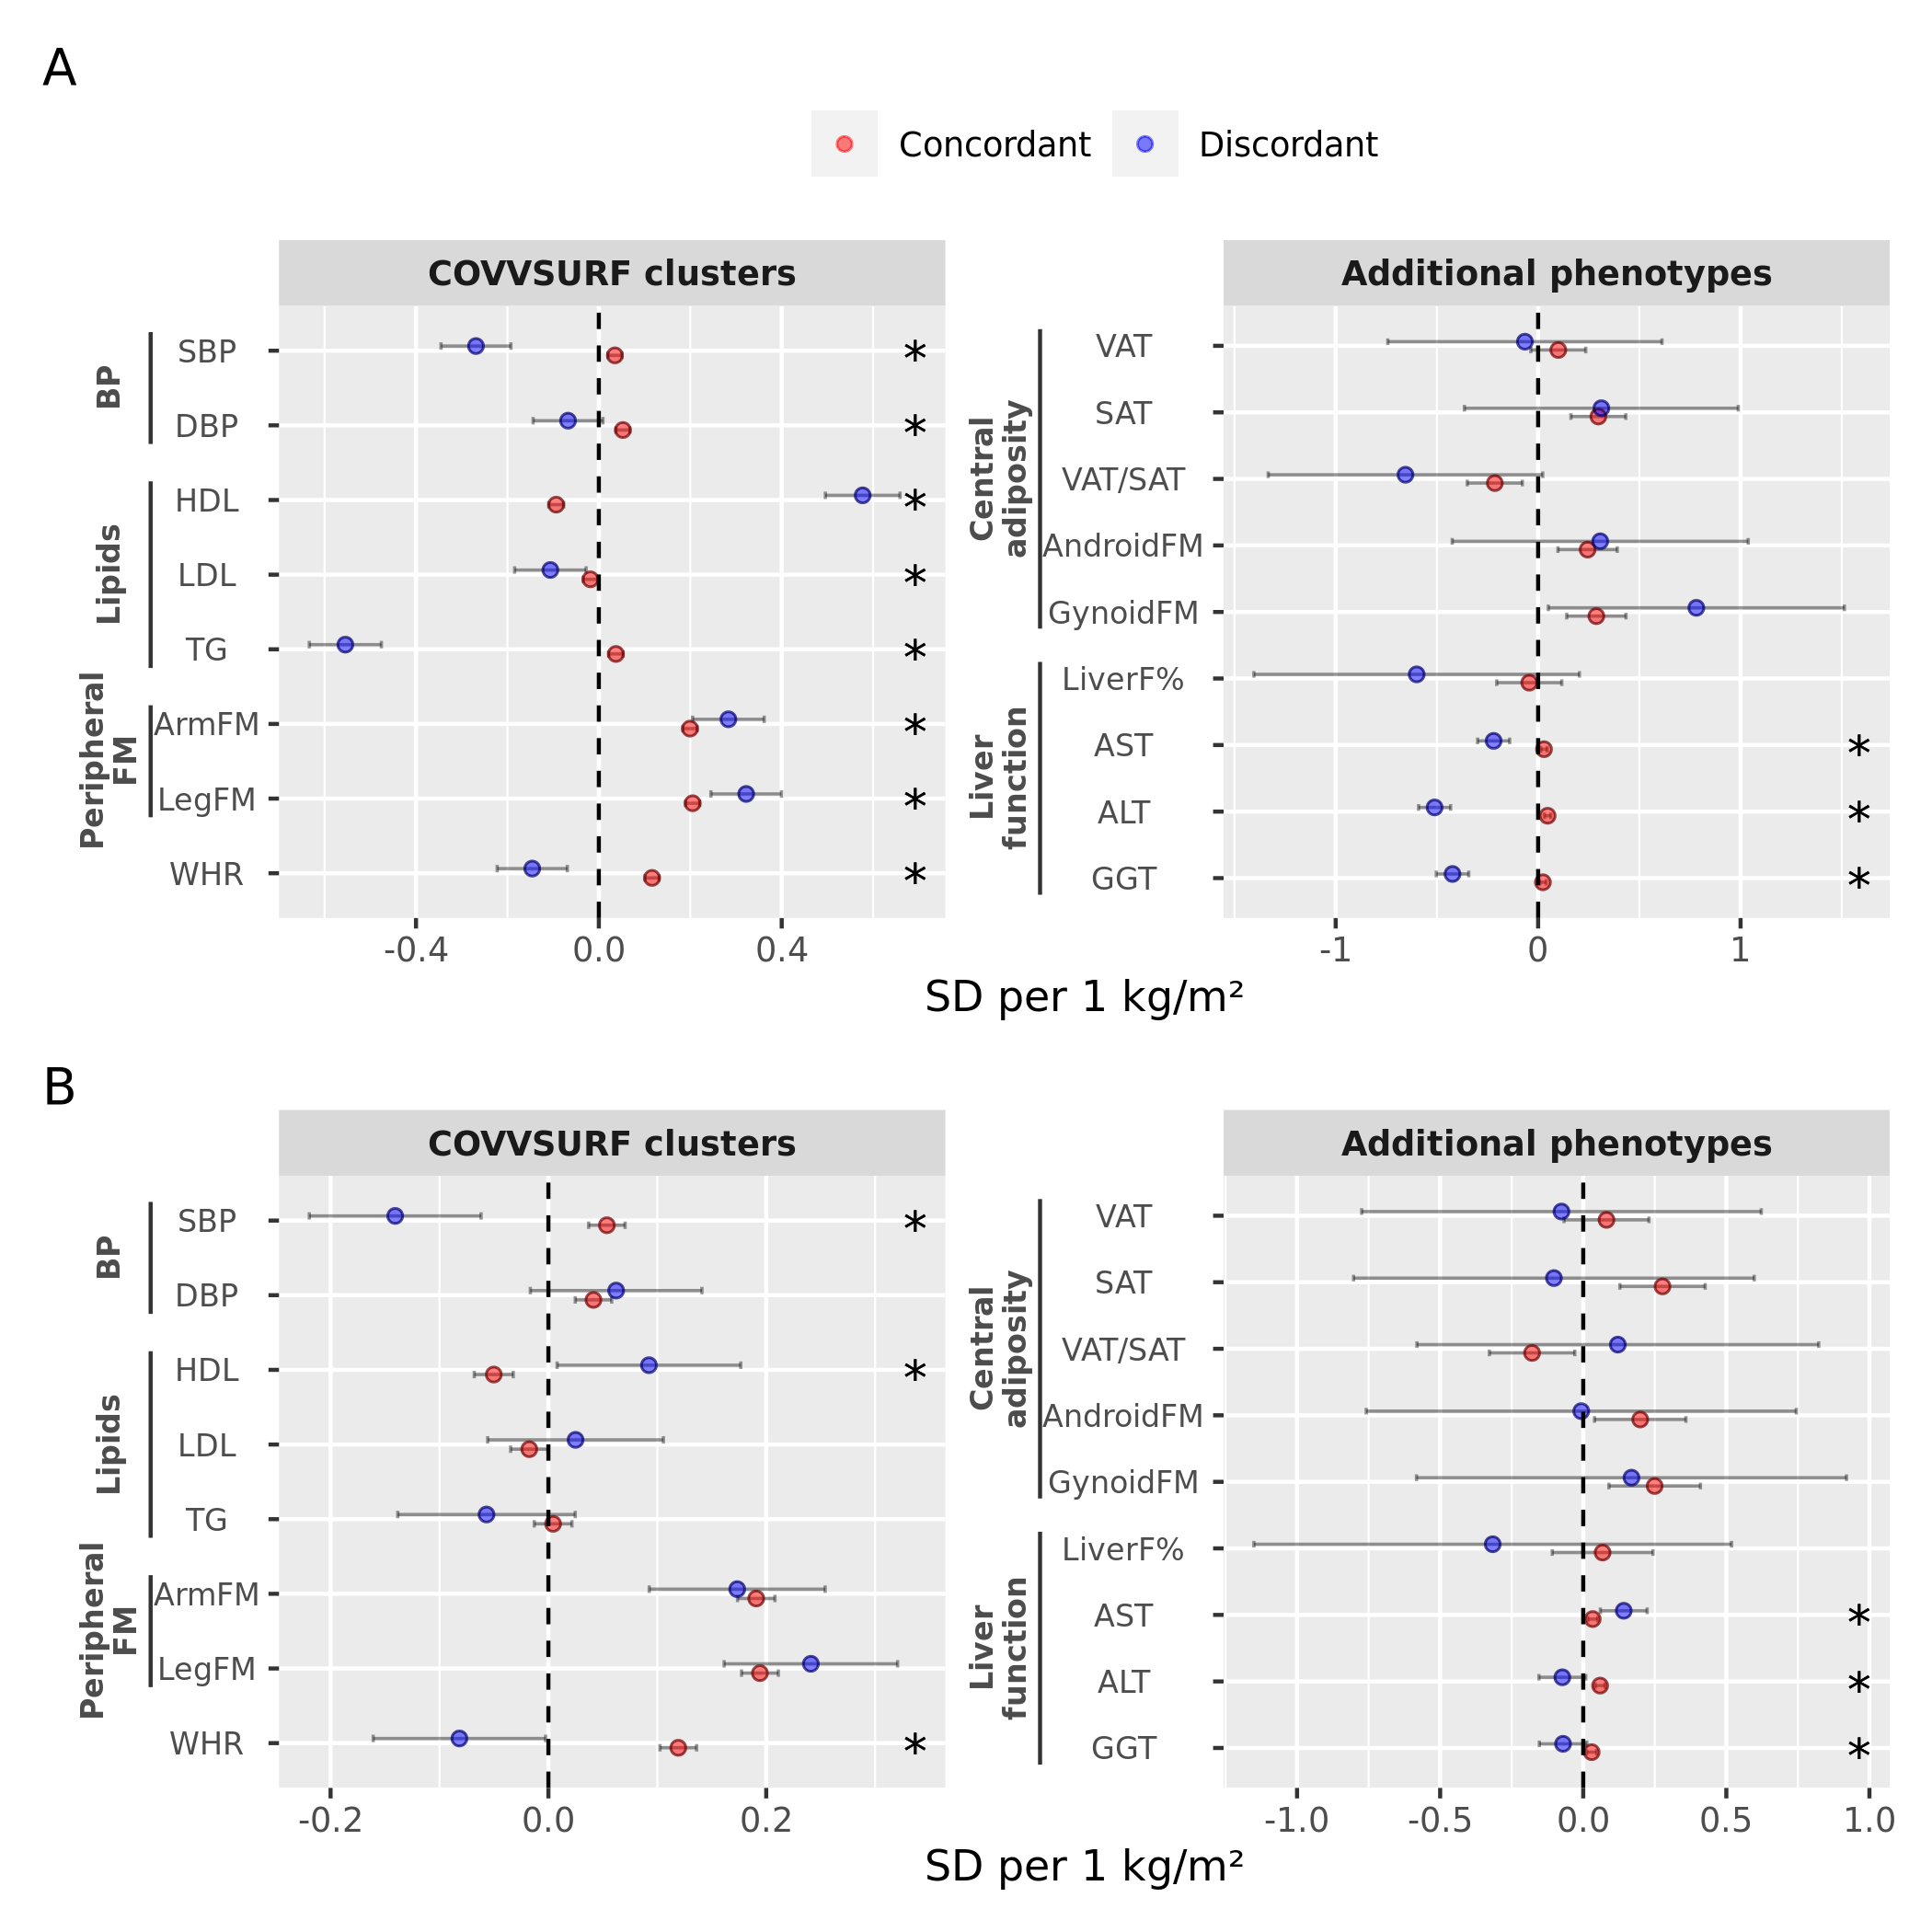 A
Concordant Discordant
COVVSURF clusters
BP
SBP *
DBP *
Lipids
HDL *
LDL *
TG *
Peripheral
FM
ArmFM *
LegFM *
WHR *
-0.4 0.0 0.4
Additional phenotypes
Central
adiposity
VAT
SAT
VAT/SAT
AndroidFM
GynoidFM
Liver
function
LiverF%
AST *
ALT *
GGT *
-1 0 1
SD per 1 kg/m²
B
COVVSURF clusters
BP
SBP *
DBP
Lipids
HDL *
LDL
TG
Peripheral
FM
ArmFM
LegFM
WHR *
-0.2 0.0 0.2
Additional phenotypes
Central
adiposity
VAT
SAT
VAT/SAT
AndroidFM
GynoidFM
Liver
function
LiverF%
AST *
ALT *
GGT *
-1.0 -0.5 0.0 0.5 1.0
SD per 1 kg/m²